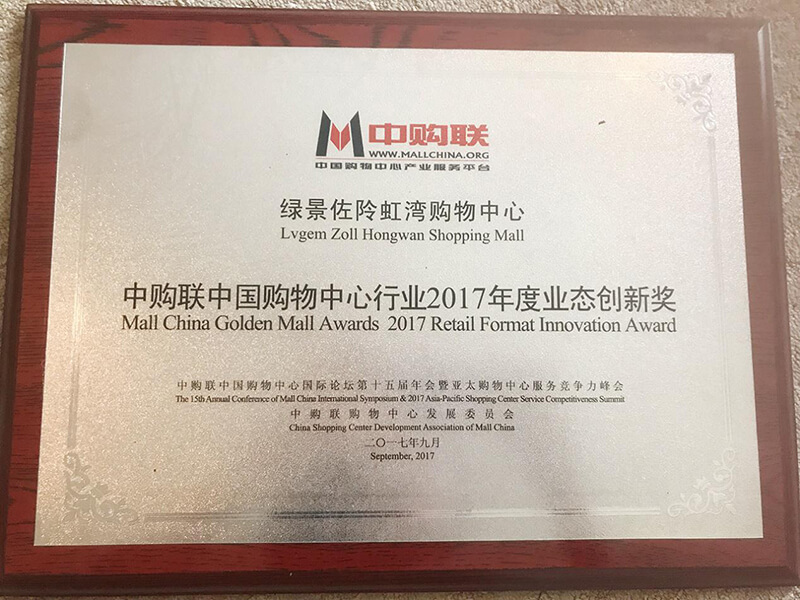 中购联
WWW.MALLCHINA.ORG
中国购物中心产业服务平台
绿景佐阾虹湾购物中心
Lvgem Zoll Hongwan Shopping Mall
中购联中国购物中心行业2017年度业态创新奖
Mall China Golden Mall Awards 2017 Retail Format Innovation Award
中购联中国购物中心国际论坛第十五届年会暨亚太购物中心服务竞争力峰会
The 15th Annual Conference of Mall China International Symposium & 2017 Asia-Pacific Shopping Center Service Competitiveness Summit
中购联购物中心发展委员会
China Shopping Center Development Association of Mall China
二〇一七年九月
September, 2017